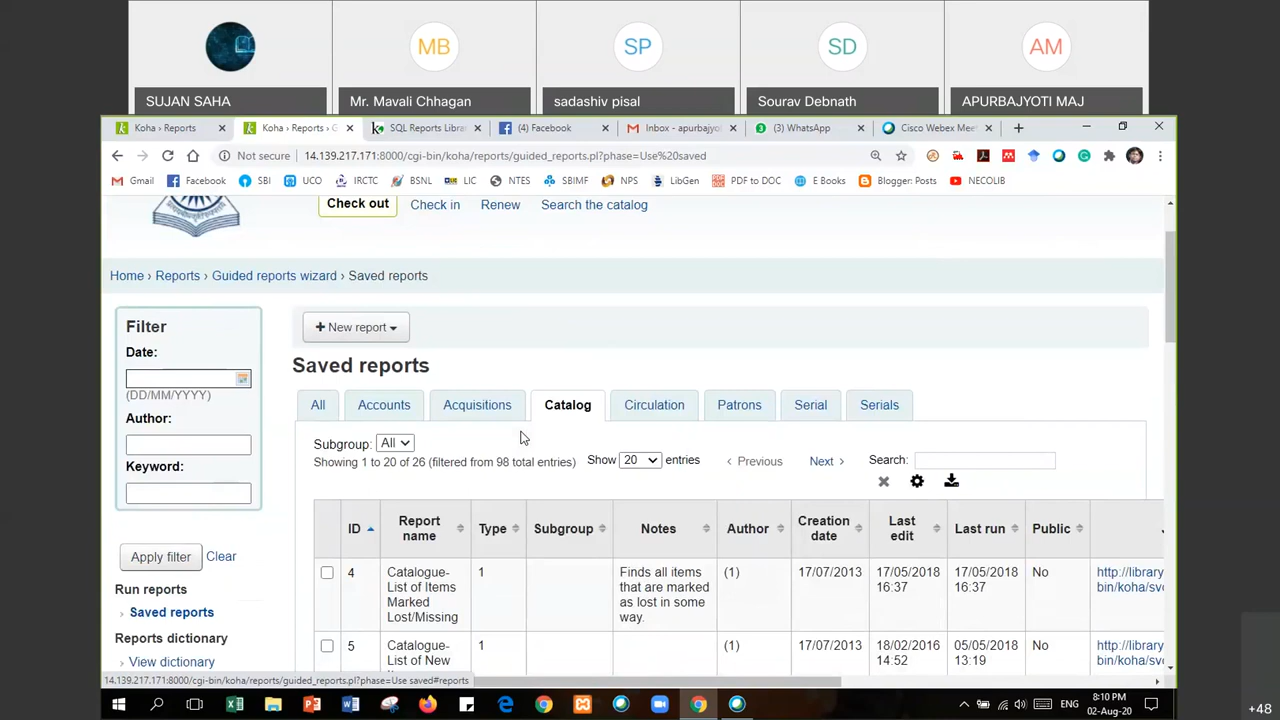 MB
SP
SD
AM
SUJAN SAHA
Mr. Mavali Chhagan
sadashiv pisal
Sourav Debnath
APURBAJYOTI MAJ
Koha › Reports
Koha › Reports › G
SQL Reports Libra
(4) Facebook
Inbox - apurbajyo
(3) WhatsApp
Cisco Webex Mee
Not secure
14.139.217.171:8000/cgi-bin/koha/reports/guided_reports.pl?phase=Use%20saved
Gmail
Facebook
SBI
UCO
IRCTC
BSNL
LIC
NTES
SBIMF
NPS
LibGen
PDF to DOC
E Books
Blogger: Posts
NECOLIB
Check out
Check in
Renew
Search the catalog
Home › Reports › Guided reports wizard › Saved reports
Filter
Date:
(DD/MM/YYYY)
Author:
Keyword:
Apply filter
Clear
Run reports
Saved reports
Reports dictionary
View dictionary
New report
Saved reports
All
Accounts
Acquisitions
Catalog
Circulation
Patrons
Serial
Serials
Subgroup: All
Showing 1 to 20 of 26 (filtered from 98 total entries)
Show 20 entries
Previous
Next
Search:
ID
Report
name
Type
Subgroup
Notes
Author
Creation
date
Last
edit
Last run
Public
4
Catalogue-
List of Items
Marked
Lost/Missing
1
Finds all items
that are marked
as lost in some
way.
(1)
17/07/2013
17/05/2018
16:37
17/05/2018
16:37
No
http://library
bin/koha/svc
5
Catalogue-
List of New
1
(1)
17/07/2013
18/02/2016
14:52
05/05/2018
13:19
No
http://library
bin/koha/svc
14.139.217.171:8000/cgi-bin/koha/reports/guided_reports.pl?phase=Use saved#reports
ENG
8:10 PM
02-Aug-20
+48